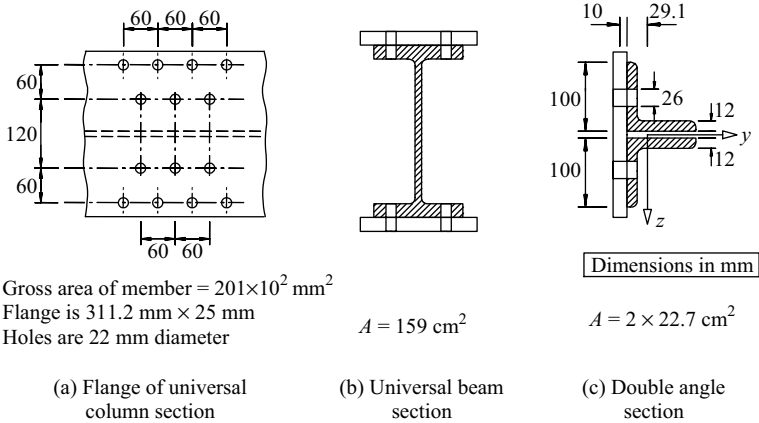 60 60 60
60
120
60
60 60
10 29.1
100
26
12
y
100
12
z
Dimensions in mm
Gross area of member = 201×10² mm²
Flange is 311.2 mm × 25 mm
Holes are 22 mm diameter
A = 159 cm²
A = 2 × 22.7 cm²
(a) Flange of universal
column section
(b) Universal beam
section
(c) Double angle
section